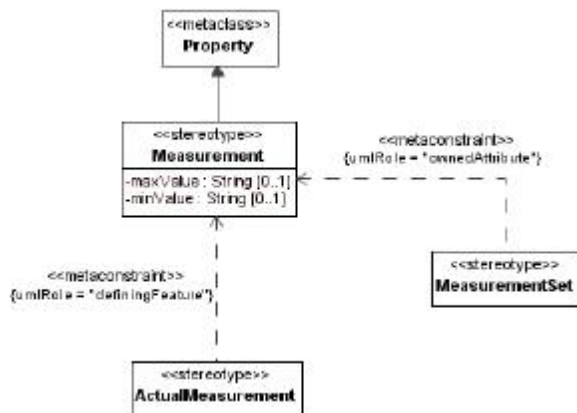 <<metaclass>>
Property
<<stereotype>>
Measurement
-maxValue : String [0..1]
-minValue : String [0..1]
<<metaconstraint>>
{umlRole = "ownedAttribute"}
<<metaconstraint>>
{umlRole = "definingFeature"}
<<stereotype>>
MeasurementSet
<<stereotype>>
ActualMeasurement